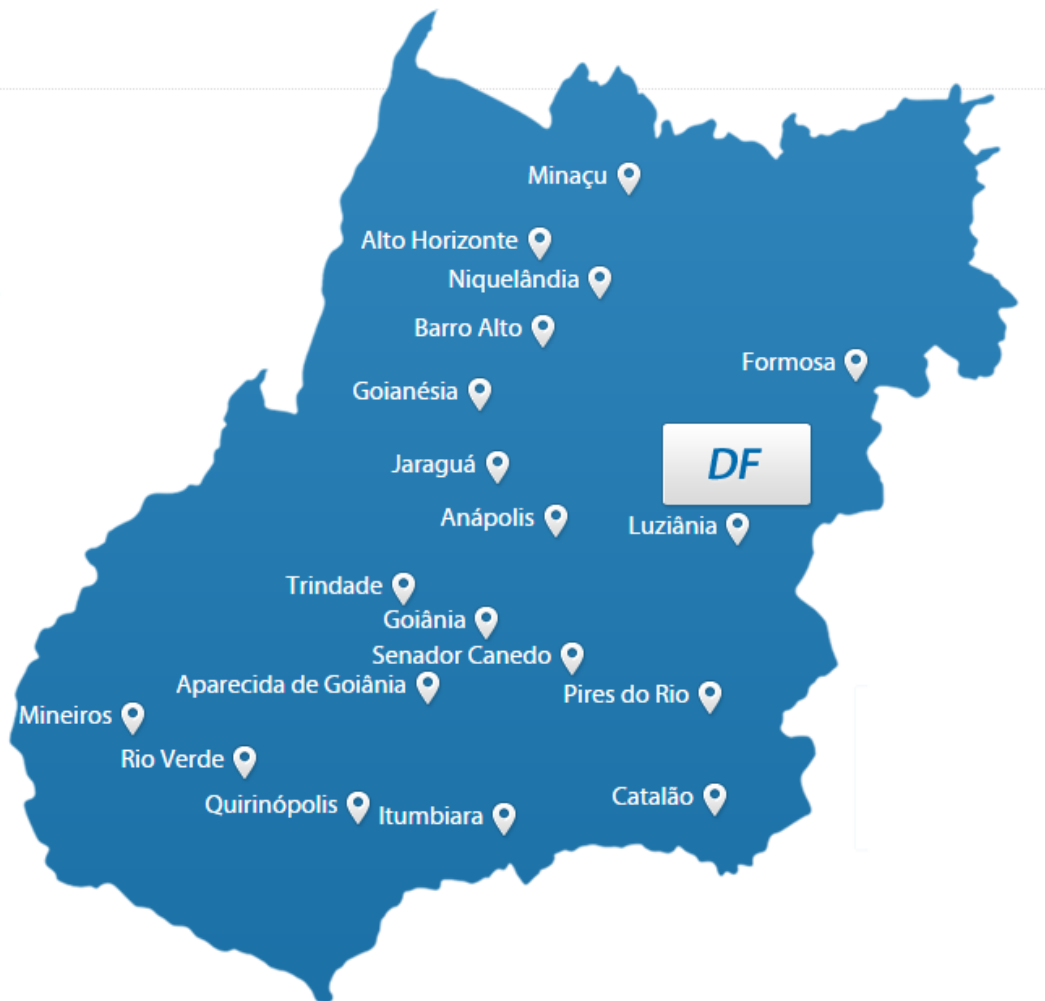 Minaçu
Alto Horizonte
Niquelândia
Barro Alto
Formosa
Goianésia
Jaraguá
DF
Anápolis
Luziânia
Trindade
Goiânia
Senador Canedo
Aparecida de Goiânia
Pires do Rio
Mineiros
Rio Verde
Catalão
Quirinópolis
Itumbiara